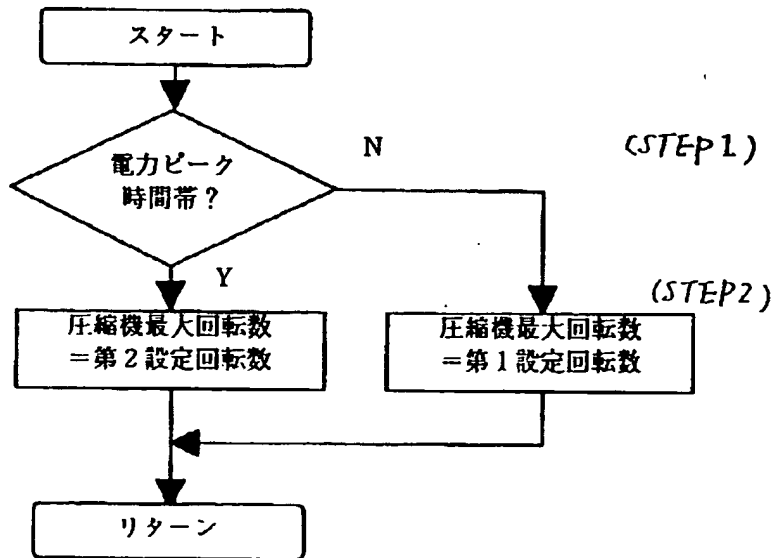 スタート
電力ピーク
時間帯？
N
(STEP1)
Y
(STEP2)
圧縮機最大回転数
＝第２設定回転数
圧縮機最大回転数
＝第１設定回転数
リターン